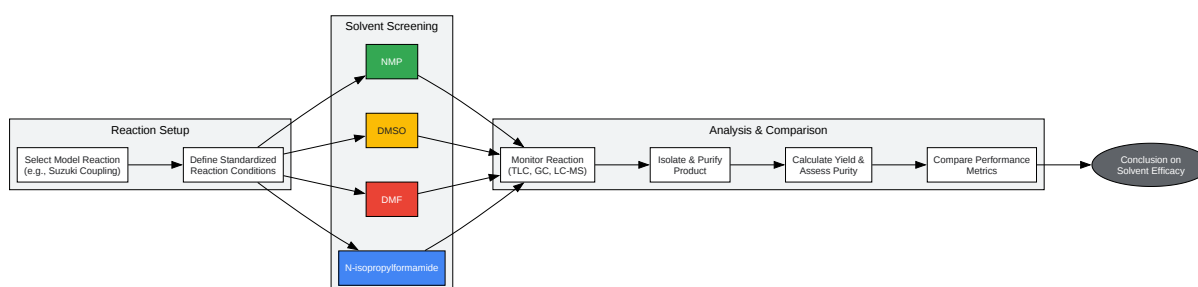 Solvent Screening
NMP
DMSO
DMF
N-isopropylformamide
Reaction Setup
Select Model Reaction
(e.g., Suzuki Coupling)
Define Standardized
Reaction Conditions
Analysis & Comparison
Monitor Reaction
(TLC, GC, LC-MS)
Isolate & Purify
Product
Calculate Yield &
Assess Purity
Compare Performance
Metrics
Conclusion on
Solvent Efficacy